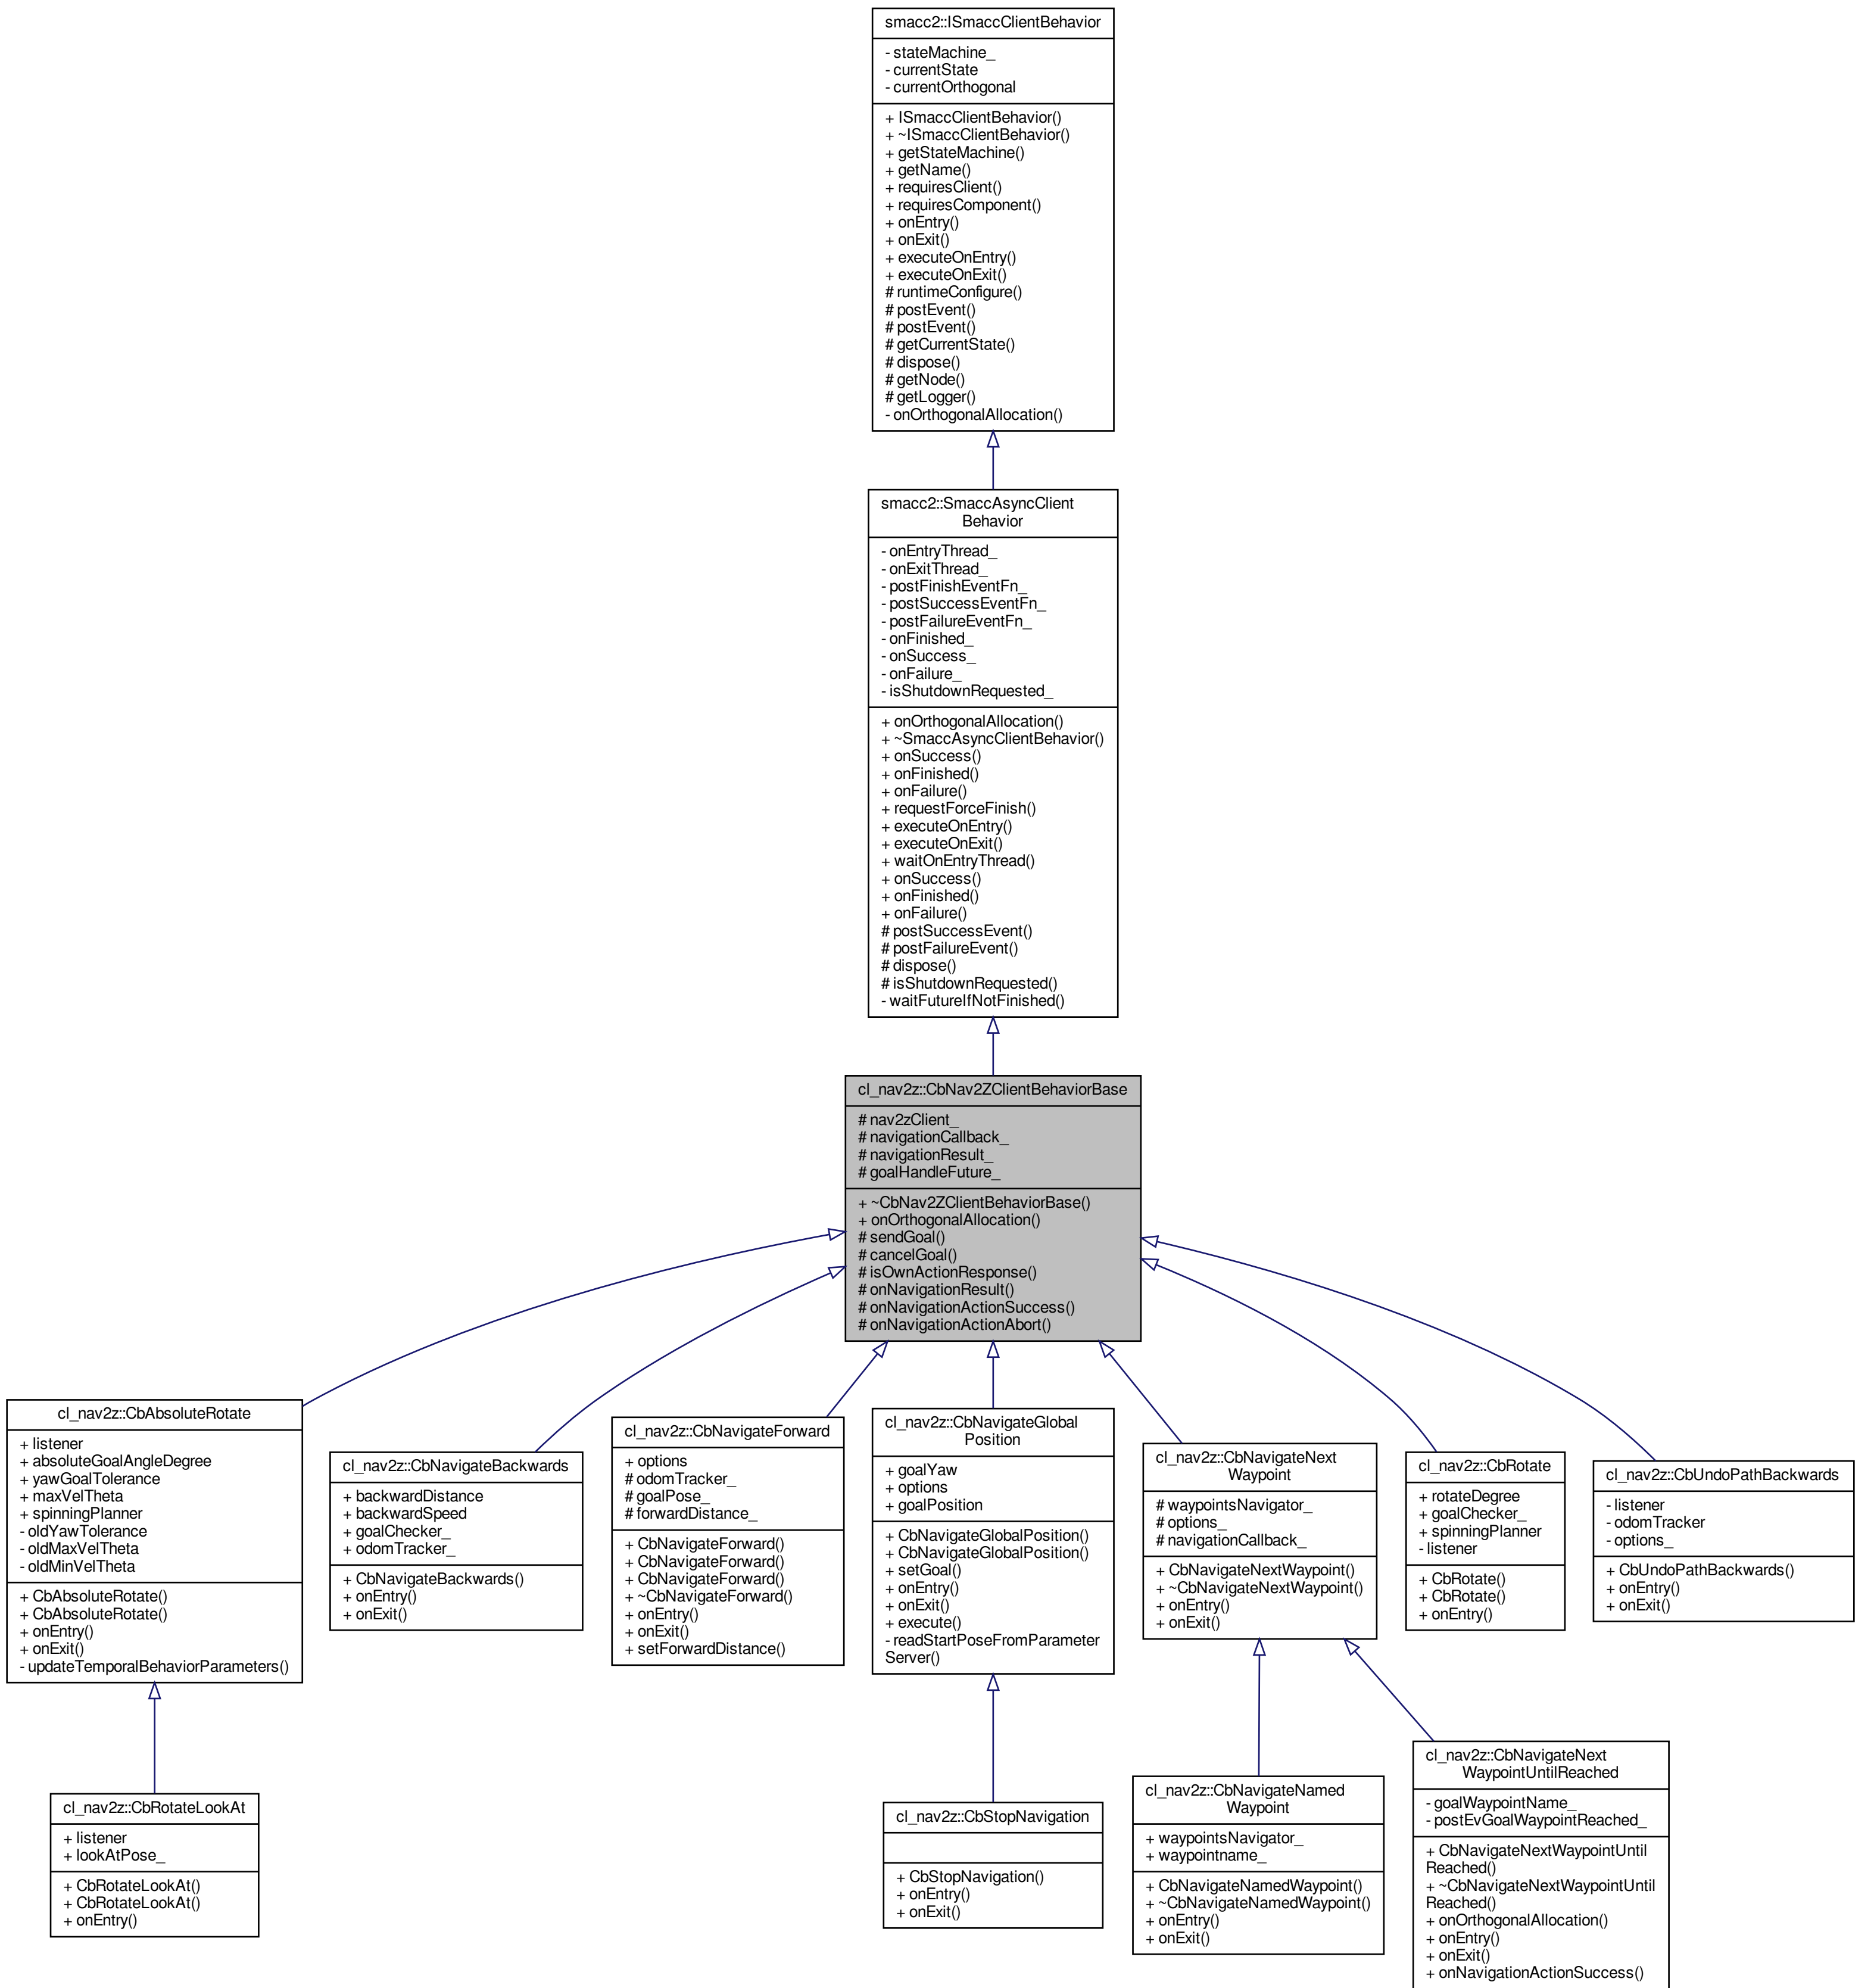 smacc2::ISmaccClientBehavior
- stateMachine_
- currentState
- currentOrthogonal
+ ISmaccClientBehavior()
+ ~ISmaccClientBehavior()
+ getStateMachine()
+ getName()
+ requiresClient()
+ requiresComponent()
+ onEntry()
+ onExit()
+ executeOnEntry()
+ executeOnExit()
# runtimeConfigure()
# postEvent()
# postEvent()
# getCurrentState()
# dispose()
# getNode()
# getLogger()
- onOrthogonalAllocation()
smacc2::SmaccAsyncClient
Behavior
- onEntryThread_
- onExitThread_
- postFinishEventFn_
- postSuccessEventFn_
- postFailureEventFn_
- onFinished_
- onSuccess_
- onFailure_
- isShutdownRequested_
+ onOrthogonalAllocation()
+ ~SmaccAsyncClientBehavior()
+ onSuccess()
+ onFinished()
+ onFailure()
+ requestForceFinish()
+ executeOnEntry()
+ executeOnExit()
+ waitOnEntryThread()
+ onSuccess()
+ onFinished()
+ onFailure()
# postSuccessEvent()
# postFailureEvent()
# dispose()
# isShutdownRequested()
- waitFutureIfNotFinished()
cl_nav2z::CbNav2ZClientBehaviorBase
# nav2zClient_
# navigationCallback_
# navigationResult_
# goalHandleFuture_
+ ~CbNav2ZClientBehaviorBase()
+ onOrthogonalAllocation()
# sendGoal()
# cancelGoal()
# isOwnActionResponse()
# onNavigationResult()
# onNavigationActionSuccess()
# onNavigationActionAbort()
cl_nav2z::CbAbsoluteRotate
+ listener
+ absoluteGoalAngleDegree
+ yawGoalTolerance
+ maxVelTheta
+ spinningPlanner
- oldYawTolerance
- oldMaxVelTheta
- oldMinVelTheta
+ CbAbsoluteRotate()
+ CbAbsoluteRotate()
+ onEntry()
+ onExit()
- updateTemporalBehaviorParameters()
cl_nav2z::CbNavigateBackwards
+ backwardDistance
+ backwardSpeed
+ goalChecker_
+ odomTracker_
+ CbNavigateBackwards()
+ onEntry()
+ onExit()
cl_nav2z::CbNavigateForward
+ options
# odomTracker_
# goalPose_
# forwardDistance_
+ CbNavigateForward()
+ CbNavigateForward()
+ CbNavigateForward()
+ ~CbNavigateForward()
+ onEntry()
+ onExit()
+ setForwardDistance()
cl_nav2z::CbNavigateGlobal
Position
+ goalYaw
+ options
+ goalPosition
+ CbNavigateGlobalPosition()
+ CbNavigateGlobalPosition()
+ setGoal()
+ onEntry()
+ onExit()
+ execute()
- readStartPoseFromParameter
Server()
cl_nav2z::CbNavigateNext
Waypoint
# waypointsNavigator_
# options_
# navigationCallback_
+ CbNavigateNextWaypoint()
+ ~CbNavigateNextWaypoint()
+ onEntry()
+ onExit()
cl_nav2z::CbRotate
+ rotateDegree
+ goalChecker_
+ spinningPlanner
- listener
+ CbRotate()
+ CbRotate()
+ onEntry()
cl_nav2z::CbUndoPathBackwards
- listener
- odomTracker
- options_
+ CbUndoPathBackwards()
+ onEntry()
+ onExit()
cl_nav2z::CbRotateLookAt
+ listener
+ lookAtPose_
+ CbRotateLookAt()
+ CbRotateLookAt()
+ onEntry()
cl_nav2z::CbStopNavigation
+ CbStopNavigation()
+ onEntry()
+ onExit()
cl_nav2z::CbNavigateNamed
Waypoint
+ waypointsNavigator_
+ waypointname_
+ CbNavigateNamedWaypoint()
+ ~CbNavigateNamedWaypoint()
+ onEntry()
+ onExit()
cl_nav2z::CbNavigateNext
WaypointUntilReached
- goalWaypointName_
- postEvGoalWaypointReached_
+ CbNavigateNextWaypointUntil
Reached()
+ ~CbNavigateNextWaypointUntil
Reached()
+ onOrthogonalAllocation()
+ onEntry()
+ onExit()
+ onNavigationActionSuccess()